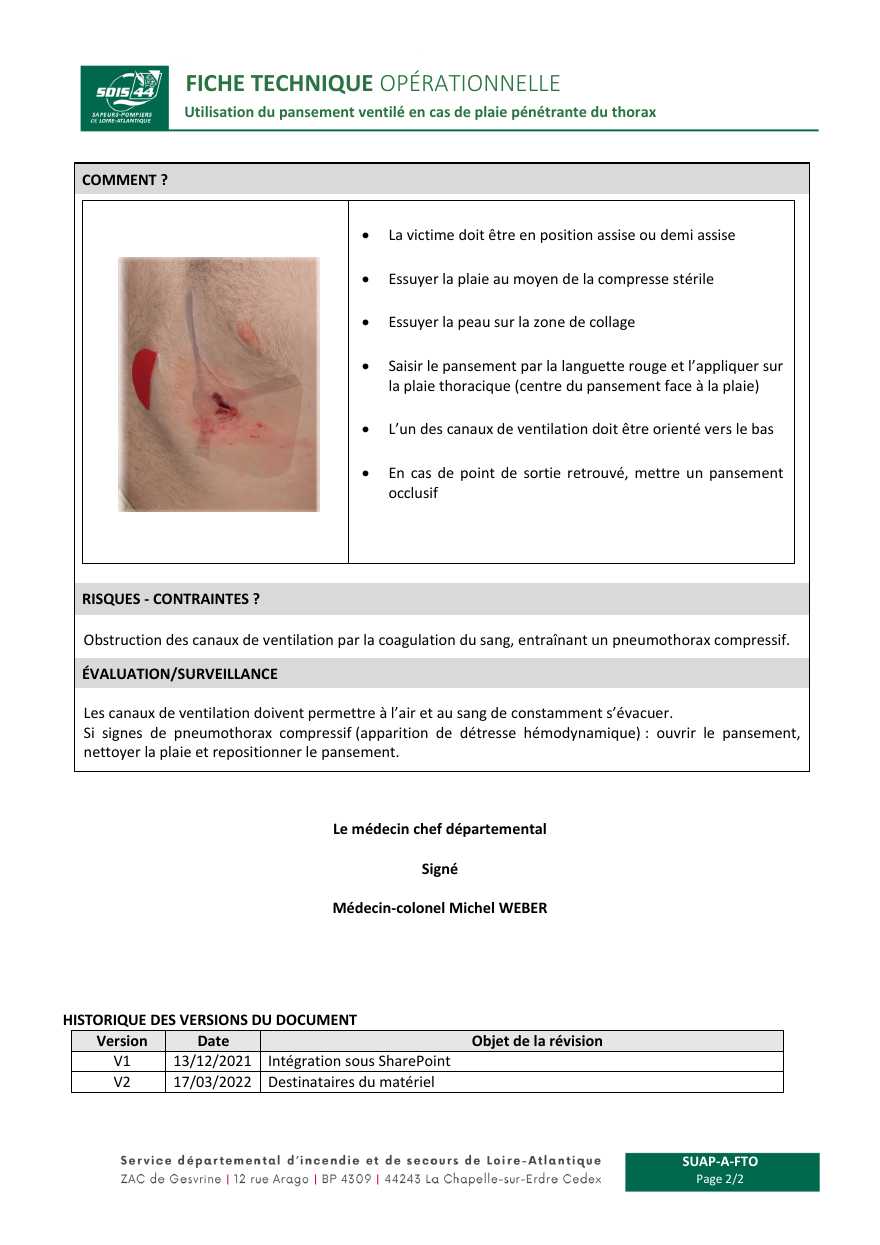 SDIS 44
SAPEURS-POMPIERS
DE LOIRE-ATLANTIQUE
FICHE TECHNIQUE OPÉRATIONNELLE
Utilisation du pansement ventilé en cas de plaie pénétrante du thorax
COMMENT ?
• La victime doit être en position assise ou demi assise
• Essuyer la plaie au moyen de la compresse stérile
• Essuyer la peau sur la zone de collage
• Saisir le pansement par la languette rouge et l’appliquer sur
la plaie thoracique (centre du pansement face à la plaie)
• L’un des canaux de ventilation doit être orienté vers le bas
• En cas de point de sortie retrouvé, mettre un pansement
occlusif
RISQUES - CONTRAINTES ?
Obstruction des canaux de ventilation par la coagulation du sang, entraînant un pneumothorax compressif.
ÉVALUATION/SURVEILLANCE
Les canaux de ventilation doivent permettre à l’air et au sang de constamment s’évacuer.
Si signes de pneumothorax compressif (apparition de détresse hémodynamique) : ouvrir le pansement,
nettoyer la plaie et repositionner le pansement.
Le médecin chef départemental
Signé
Médecin-colonel Michel WEBER
HISTORIQUE DES VERSIONS DU DOCUMENT
Version Date Objet de la révision
V1 13/12/2021 Intégration sous SharePoint
V2 17/03/2022 Destinataires du matériel
Service départemental d’incendie et de secours de Loire-Atlantique
ZAC de Gesvrine | 12 rue Arago | BP 4309 | 44243 La Chapelle-sur-Erdre Cedex
SUAP-A-FTO
Page 2/2